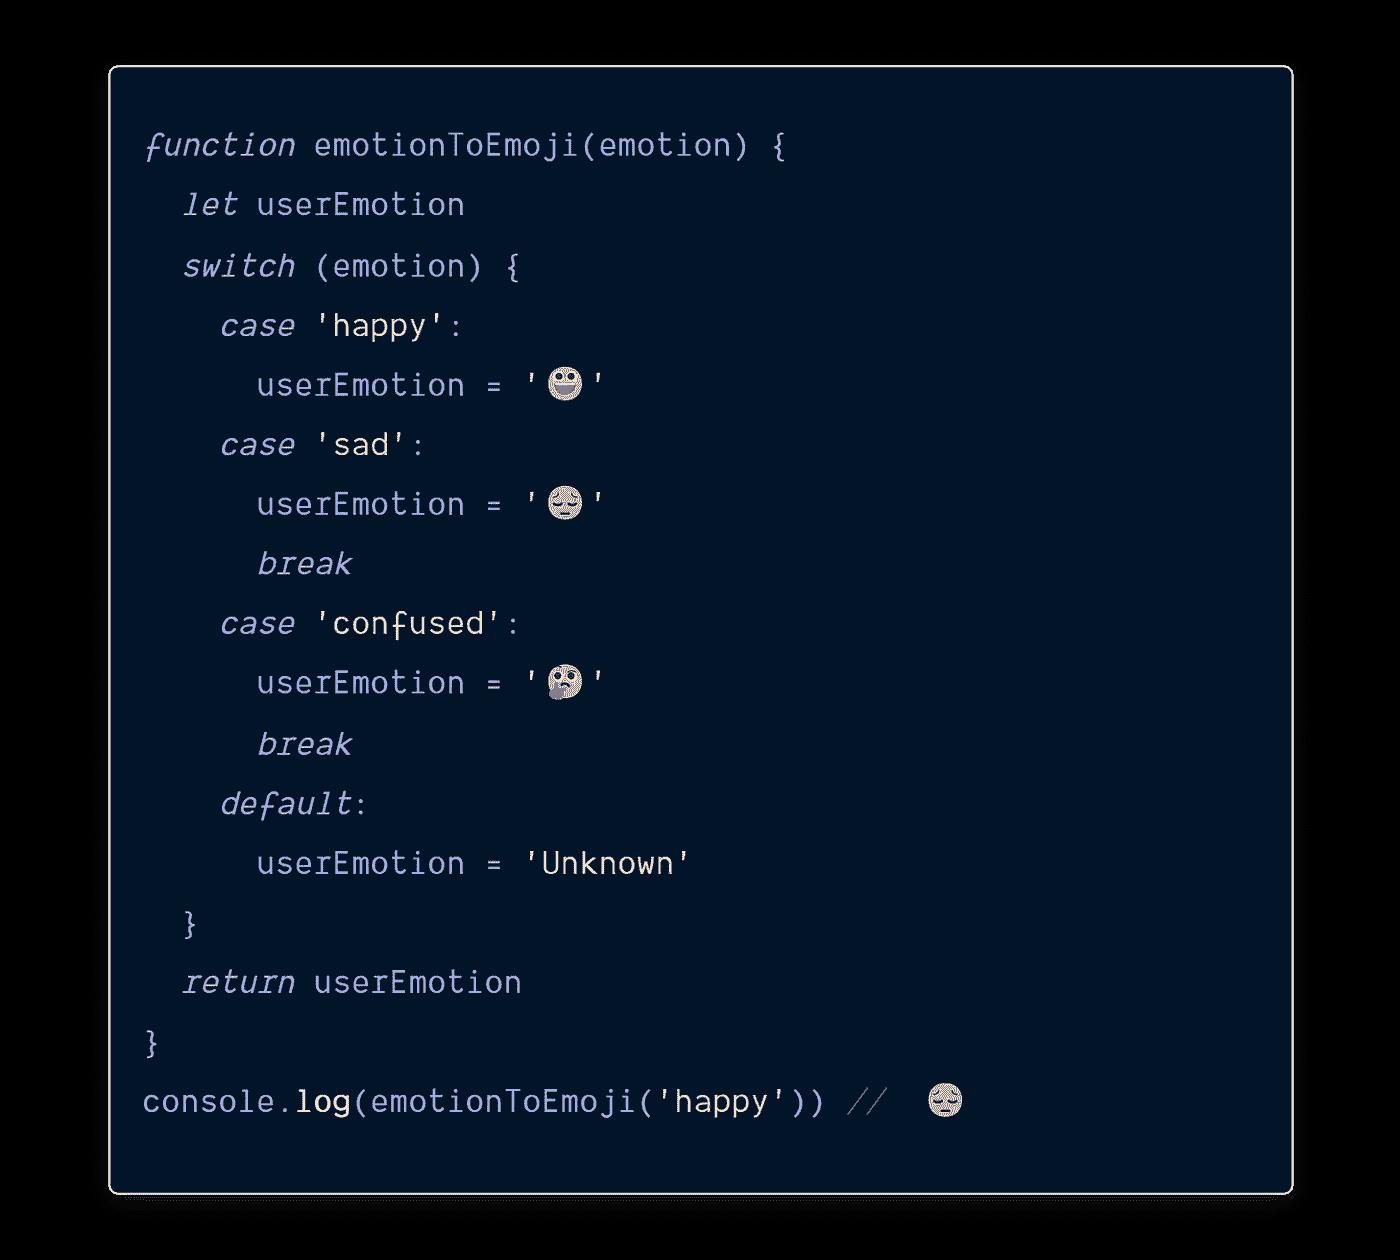 function emotionToEmoji(emotion) {
  let userEmotion
  switch (emotion) {
    case 'happy':
      userEmotion = '😀'
    case 'sad':
      userEmotion = '😔'
      break
    case 'confused':
      userEmotion = '🤔'
      break
    default:
      userEmotion = 'Unknown'
  }
  return userEmotion
}
console.log(emotionToEmoji('happy')) // 😔